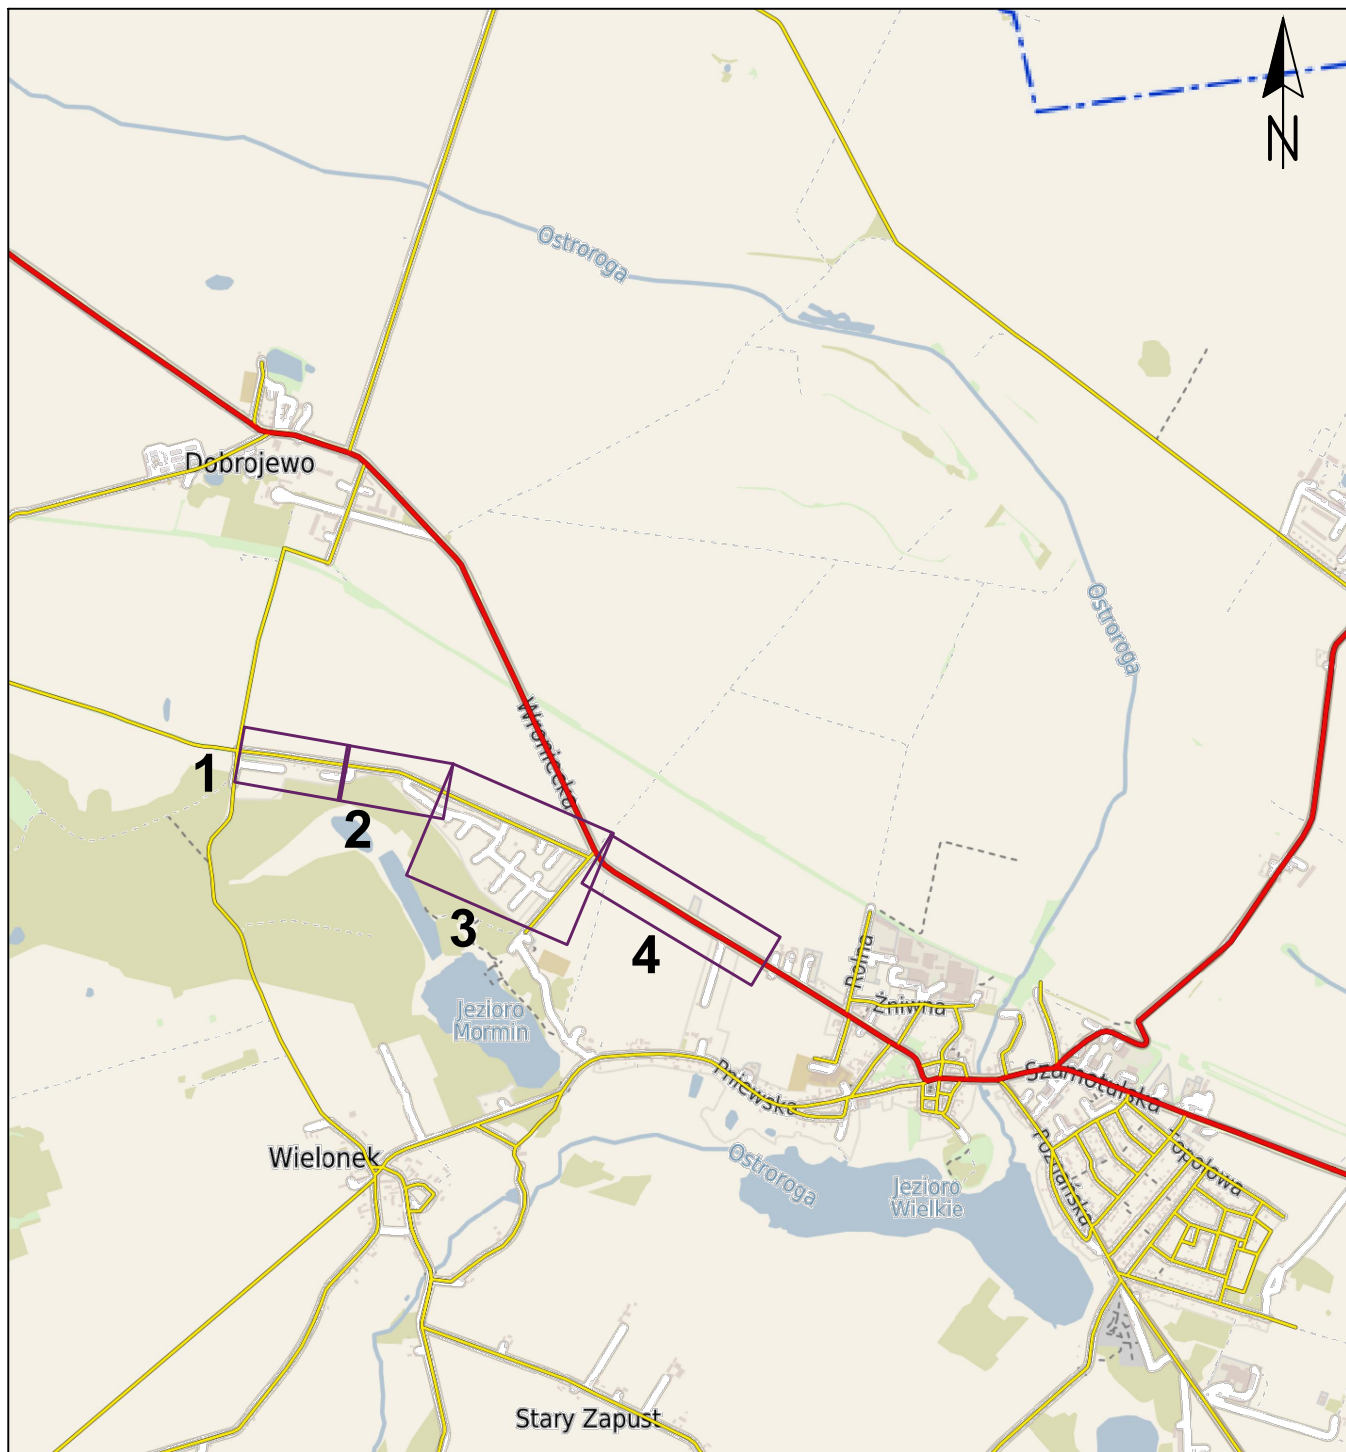 N
Ostroroga
Dobrojewo
Ostroroga
Wroniecka
1
2
3
4
Rolna
Żniwna
Jezioro
Mormin
Szamotulska
Pniewska
Poznańska
Topolowa
Wielonek
Ostroroga
Jezioro
Wielkie
Stary Zapust